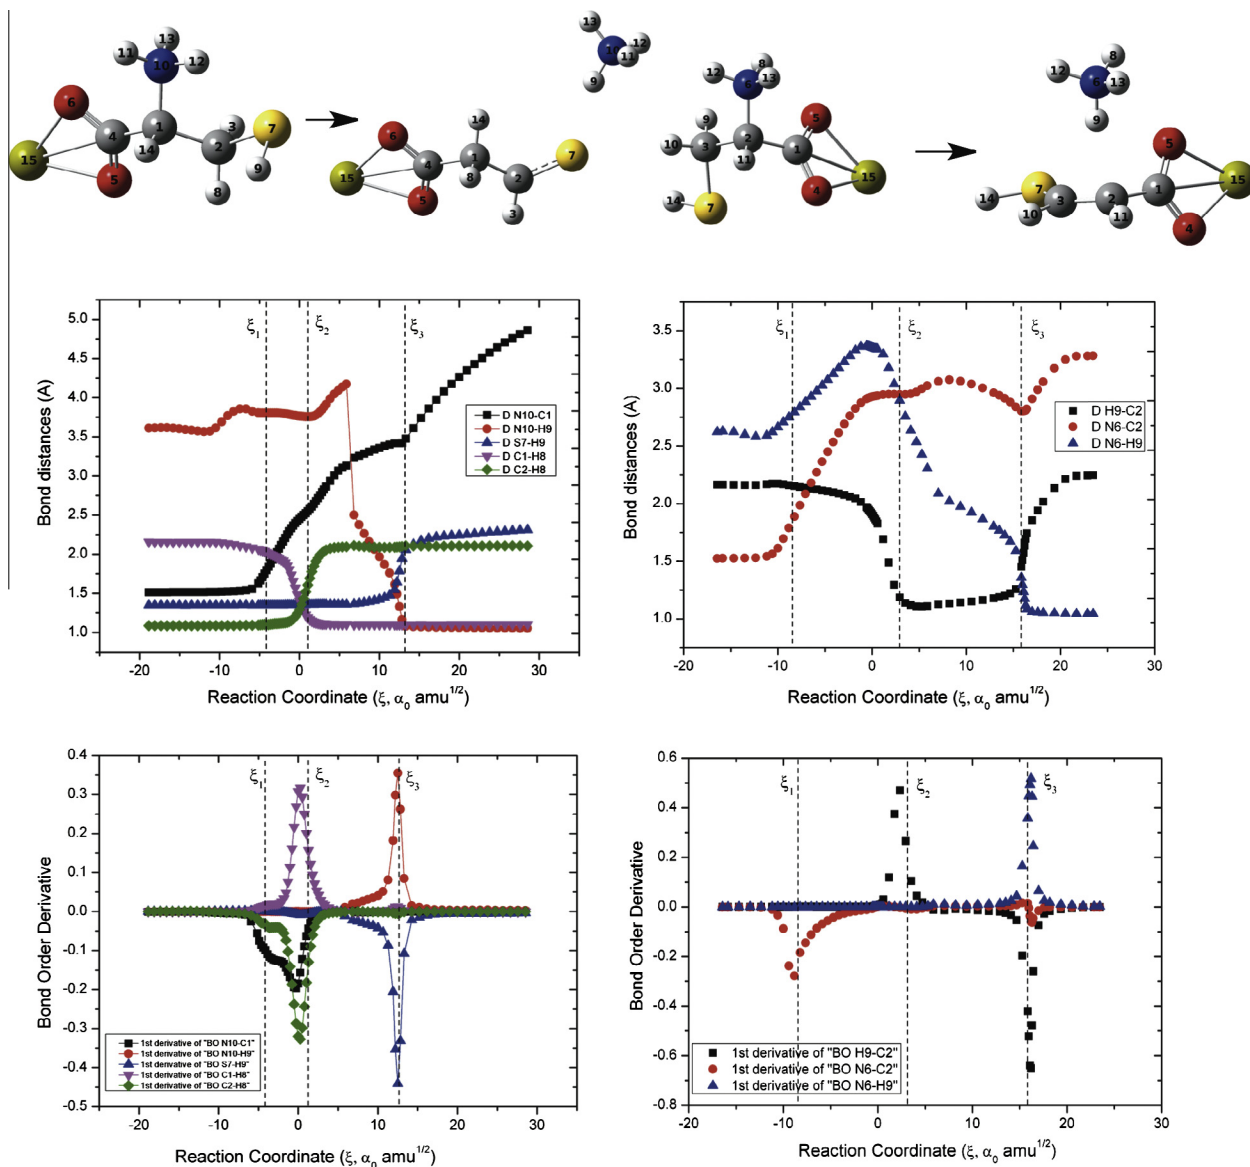 13
11
10
12
6
3
7
4
1
15
14
2
9
5
8
13
10
12
11
9
14
6
7
4
1
15
8
2
5
3
8
12
6
13
9
5
10
3
2
1
11
15
14
7
4
8
6
13
9
5
7
15
14
3
2
1
10
11
4
ξ1
ξ2
ξ3
5.0
4.5
4.0
3.5
3.0
2.5
2.0
1.5
1.0
Bond distances (A)
D N10-C1
D N10-H9
D S7-H9
D C1-H8
D C2-H8
-20 -10 0 10 20 30
Reaction Coordinate (ξ, α0 amu1/2)
ξ1
ξ2
ξ3
3.5
3.0
2.5
2.0
1.5
1.0
Bond distances (A)
D H9-C2
D N6-C2
D N6-H9
-20 -10 0 10 20 30
Reaction Coordinate (ξ, α0 amu1/2)
ξ1
ξ2
ξ3
0.4
0.3
0.2
0.1
0.0
-0.1
-0.2
-0.3
-0.4
-0.5
Bond Order Derivative
1st derivative of "BO N10-C1"
1st derivative of "BO N10-H9"
1st derivative of "BO S7-H9"
1st derivative of "BO C1-H8"
1st derivative of "BO C2-H8"
-20 -10 0 10 20 30
Reaction Coordinate (ξ, α0 amu1/2)
ξ1
ξ2
ξ3
0.6
0.4
0.2
0.0
-0.2
-0.4
-0.6
-0.8
Bond Order Derivative
1st derivative of "BO H9-C2"
1st derivative of "BO N6-C2"
1st derivative of "BO N6-H9"
-20 -10 0 10 20 30
Reaction Coordinate (ξ, α0 amu1/2)